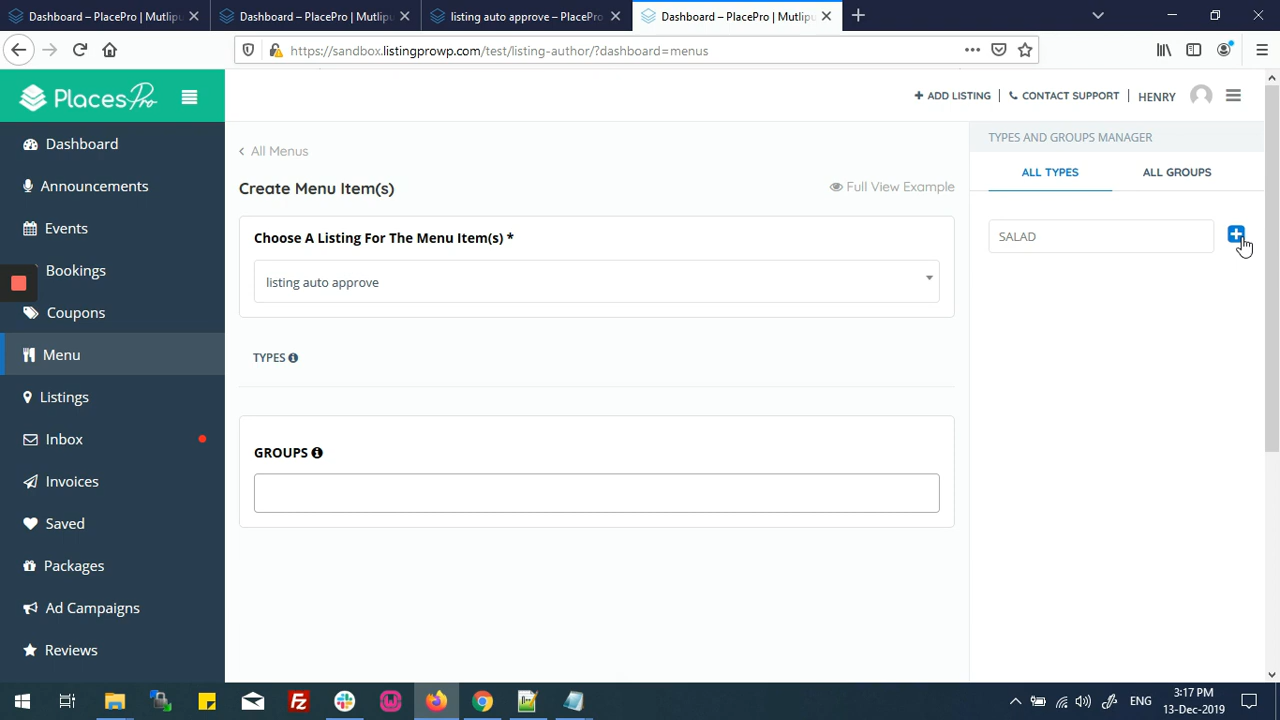 Dashboard – PlacePro | Mutlipu
Dashboard – PlacePro | Mutlipu
listing auto approve – PlacePro
Dashboard – PlacePro | Mutlipu
https://sandbox.listingprowp.com/test/listing-author/?dashboard=menus
PlacesPro
ADD LISTING
CONTACT SUPPORT
HENRY
Dashboard
Announcements
Events
Bookings
Coupons
Menu
Listings
Inbox
Invoices
Saved
Packages
Ad Campaigns
Reviews
All Menus
Create Menu Item(s)
Full View Example
Choose A Listing For The Menu Item(s) *
listing auto approve
TYPES
GROUPS
TYPES AND GROUPS MANAGER
ALL TYPES
ALL GROUPS
SALAD
ENG
3:17 PM
13-Dec-2019